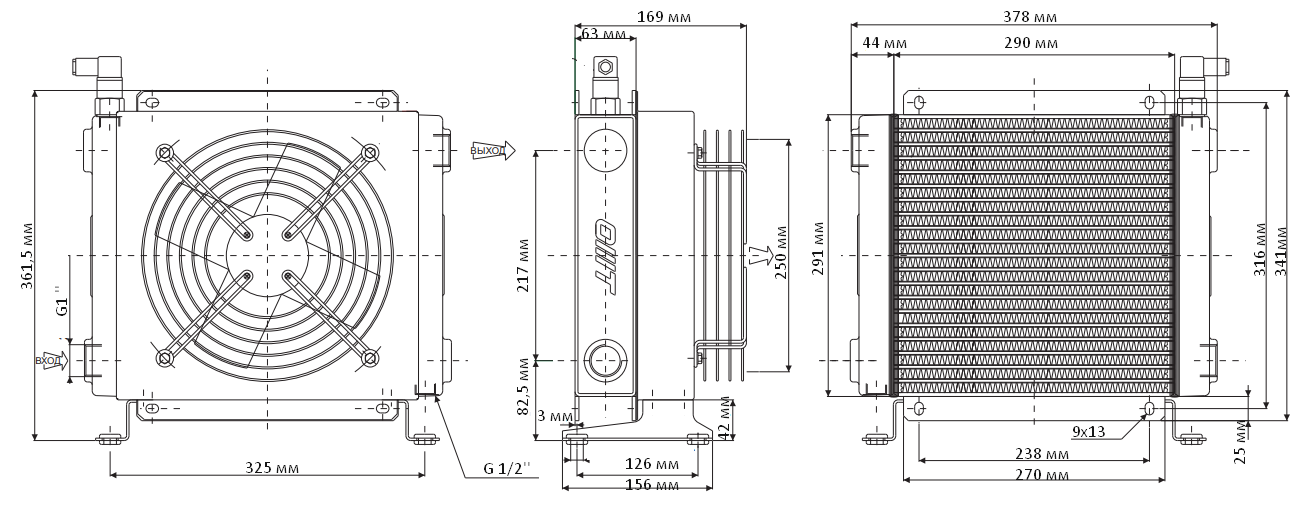 361,5 мм
G1"
ВХОД
325 мм
G 1/2"
ВЫХОД
169 мм
63 мм
217 мм
82,5 мм
3 мм
42 мм
126 мм
156 мм
250 мм
378 мм
44 мм
290 мм
291 мм
316 мм
341мм
9x13
25 мм
238 мм
270 мм